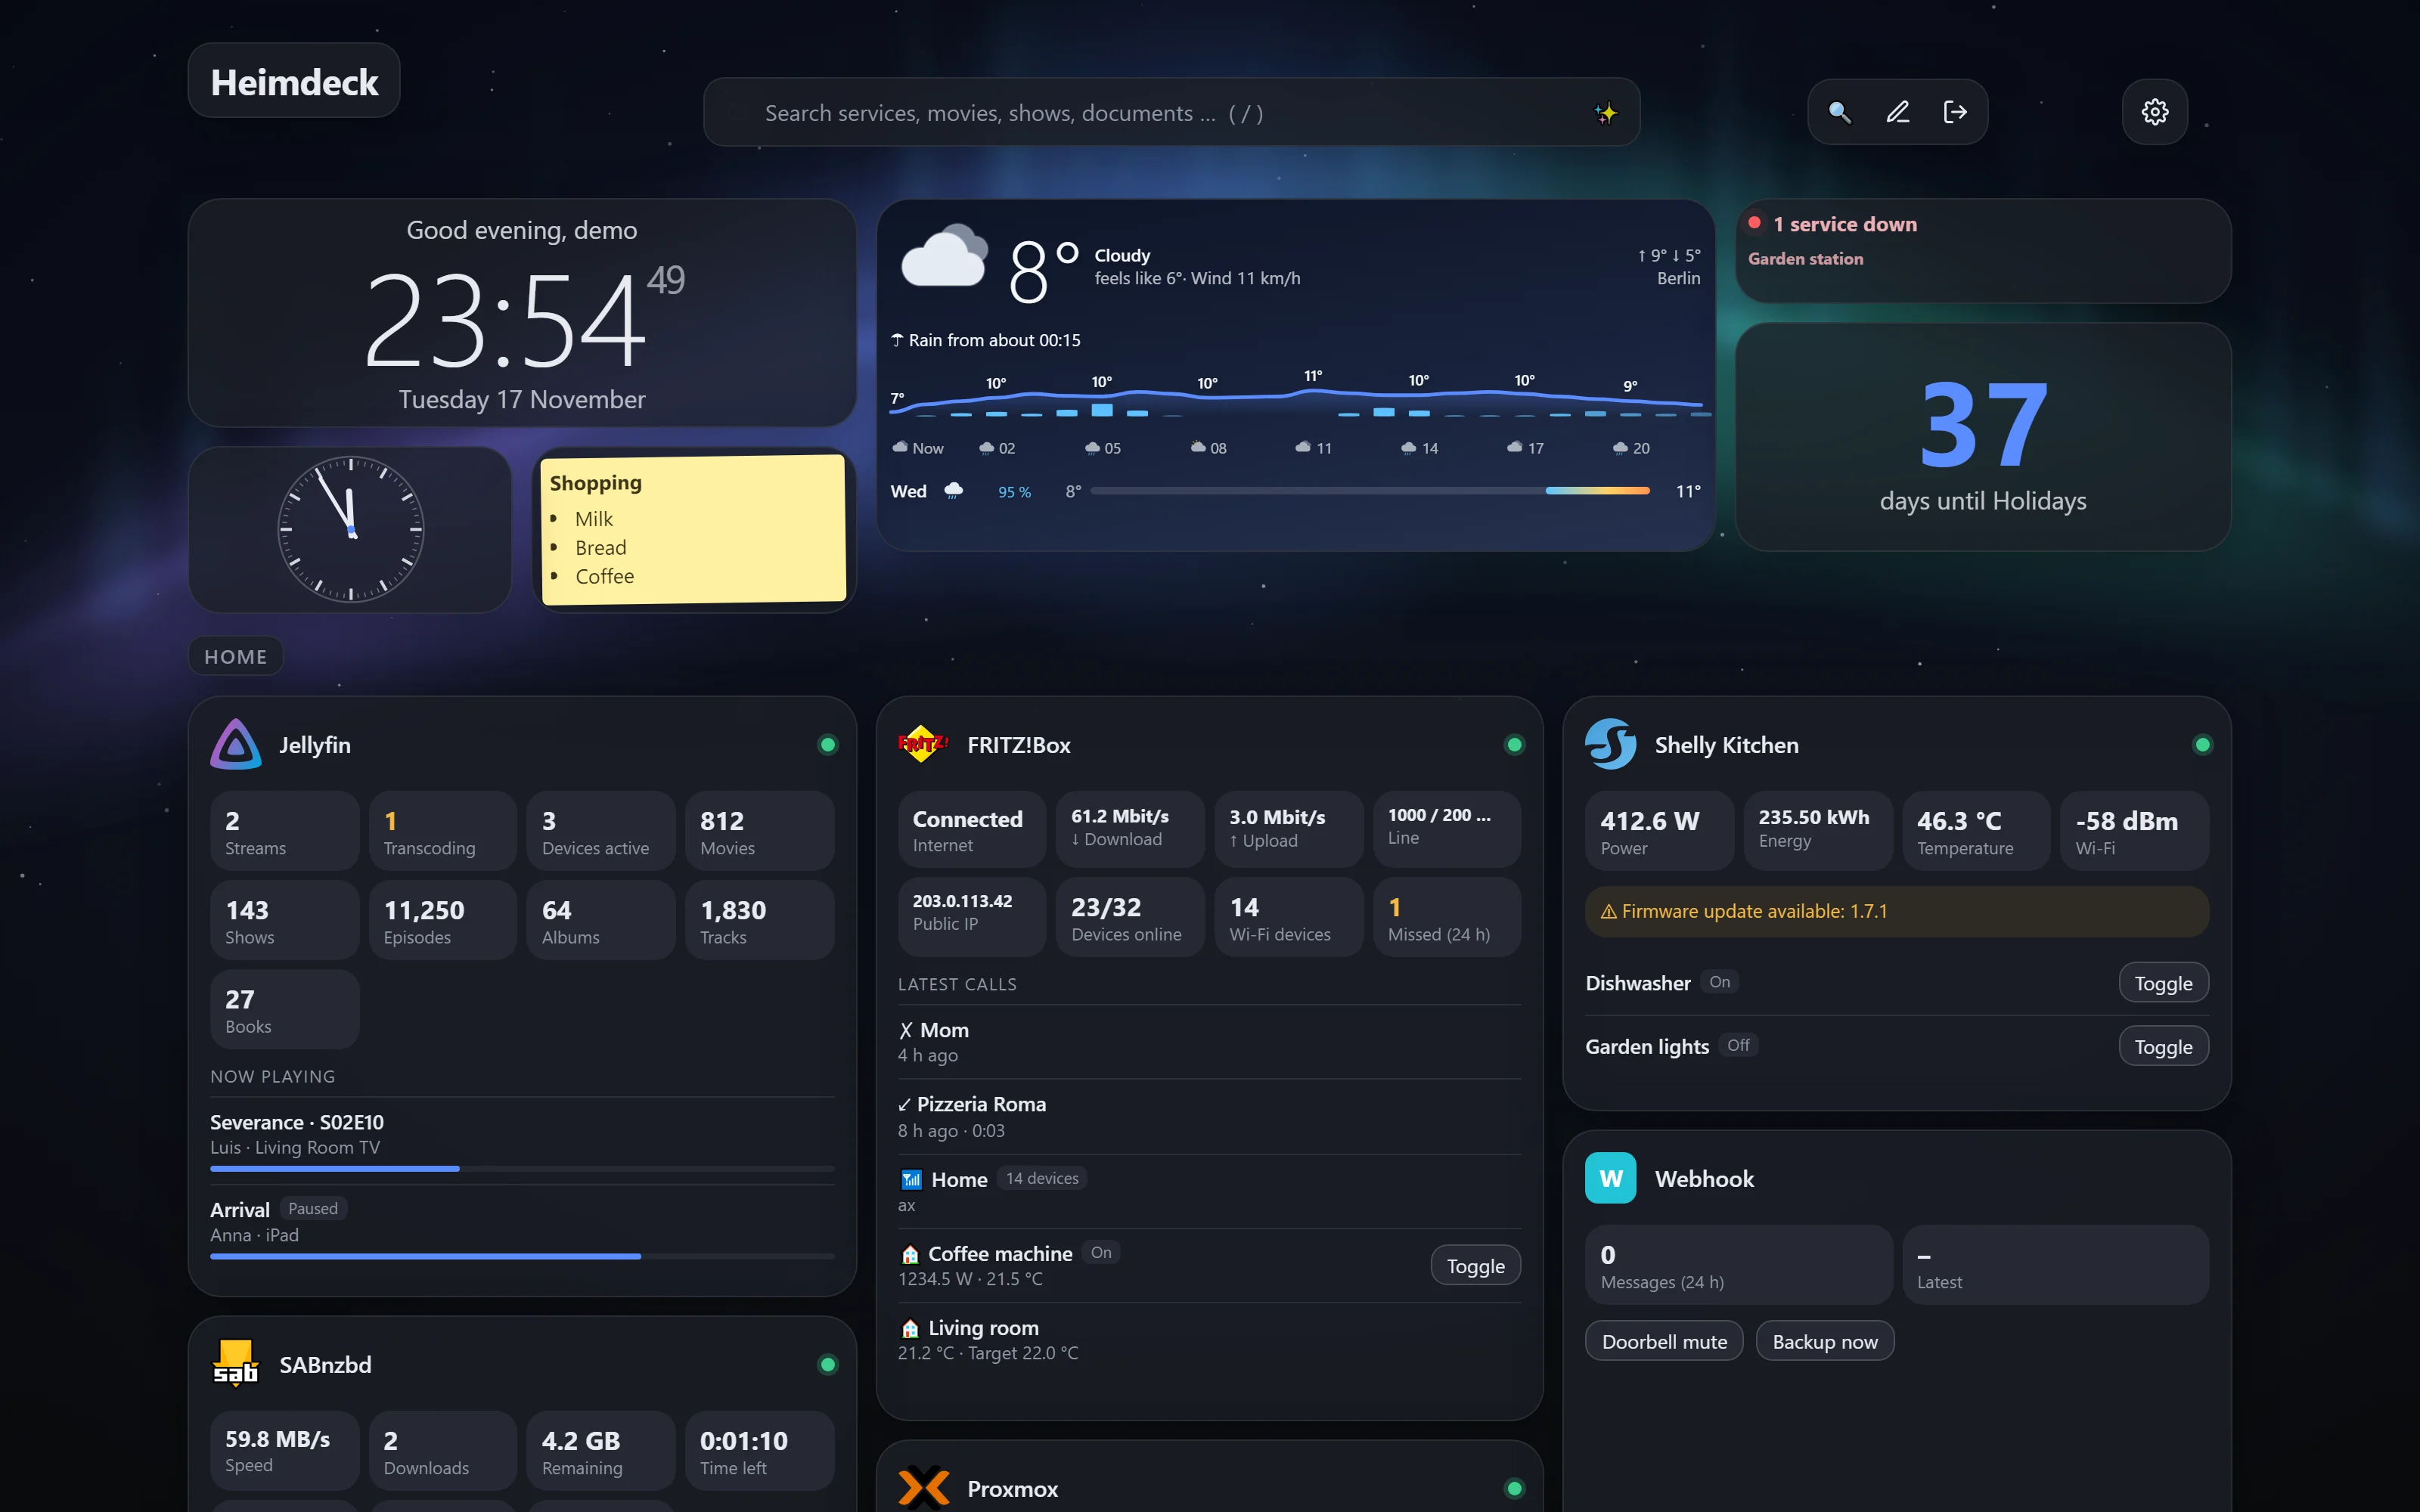 Heimdeck
Search services, movies, shows, documents ... ( / )
Good evening, demo
23:54 49
Tuesday 17 November
Shopping
• Milk
• Bread
• Coffee
8° Cloudy
feels like 6° · Wind 11 km/h
↑ 9° ↓ 5°
Berlin
☂ Rain from about 00:15
7° 10° 10° 10° 11° 10° 10° 9°
Now 02 05 08 11 14 17 20
Wed 95 % 8° 11°
1 service down
Garden station
37
days until Holidays
HOME
Jellyfin
2 1 3 812
Streams Transcoding Devices active Movies
143 11,250 64 1,830
Shows Episodes Albums Tracks
27
Books
NOW PLAYING
Severance · S02E10
Luis · Living Room TV
Arrival Paused
Anna · iPad
SABnzbd
sab
59.8 MB/s 2 4.2 GB 0:01:10
Speed Downloads Remaining Time left
FRITZ!
FRITZ!Box
Connected 61.2 Mbit/s 3.0 Mbit/s 1000 / 200 ...
Internet ↓ Download ↑ Upload Line
203.0.113.42 23/32 14 1
Public IP Devices online Wi-Fi devices Missed (24 h)
LATEST CALLS
☓ Mom
4 h ago
↙ Pizzeria Roma
8 h ago · 0:03
📶 Home 14 devices
ax
🏠 Coffee machine On Toggle
1234.5 W · 21.5 °C
🏠 Living room
21.2 °C · Target 22.0 °C
Proxmox
Shelly Kitchen
412.6 W 235.50 kWh 46.3 °C -58 dBm
Power Energy Temperature Wi-Fi
⚠ Firmware update available: 1.7.1
Dishwasher On Toggle
Garden lights Off Toggle
W
Webhook
0 –
Messages (24 h) Latest
Doorbell mute Backup now